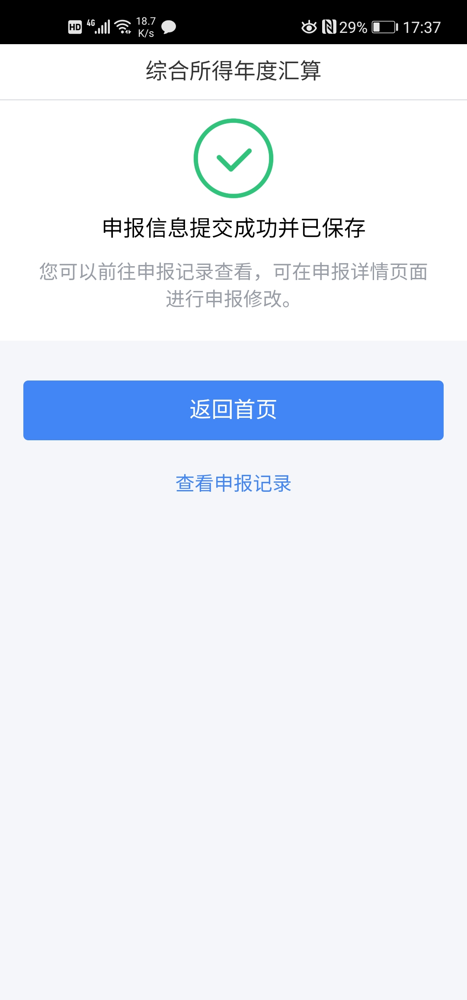 HD 4G 18.7 K/s 29% 17:37
综合所得年度汇算
申报信息提交成功并已保存
您可以前往申报记录查看，可在申报详情页面
进行申报修改。
返回首页
查看申报记录